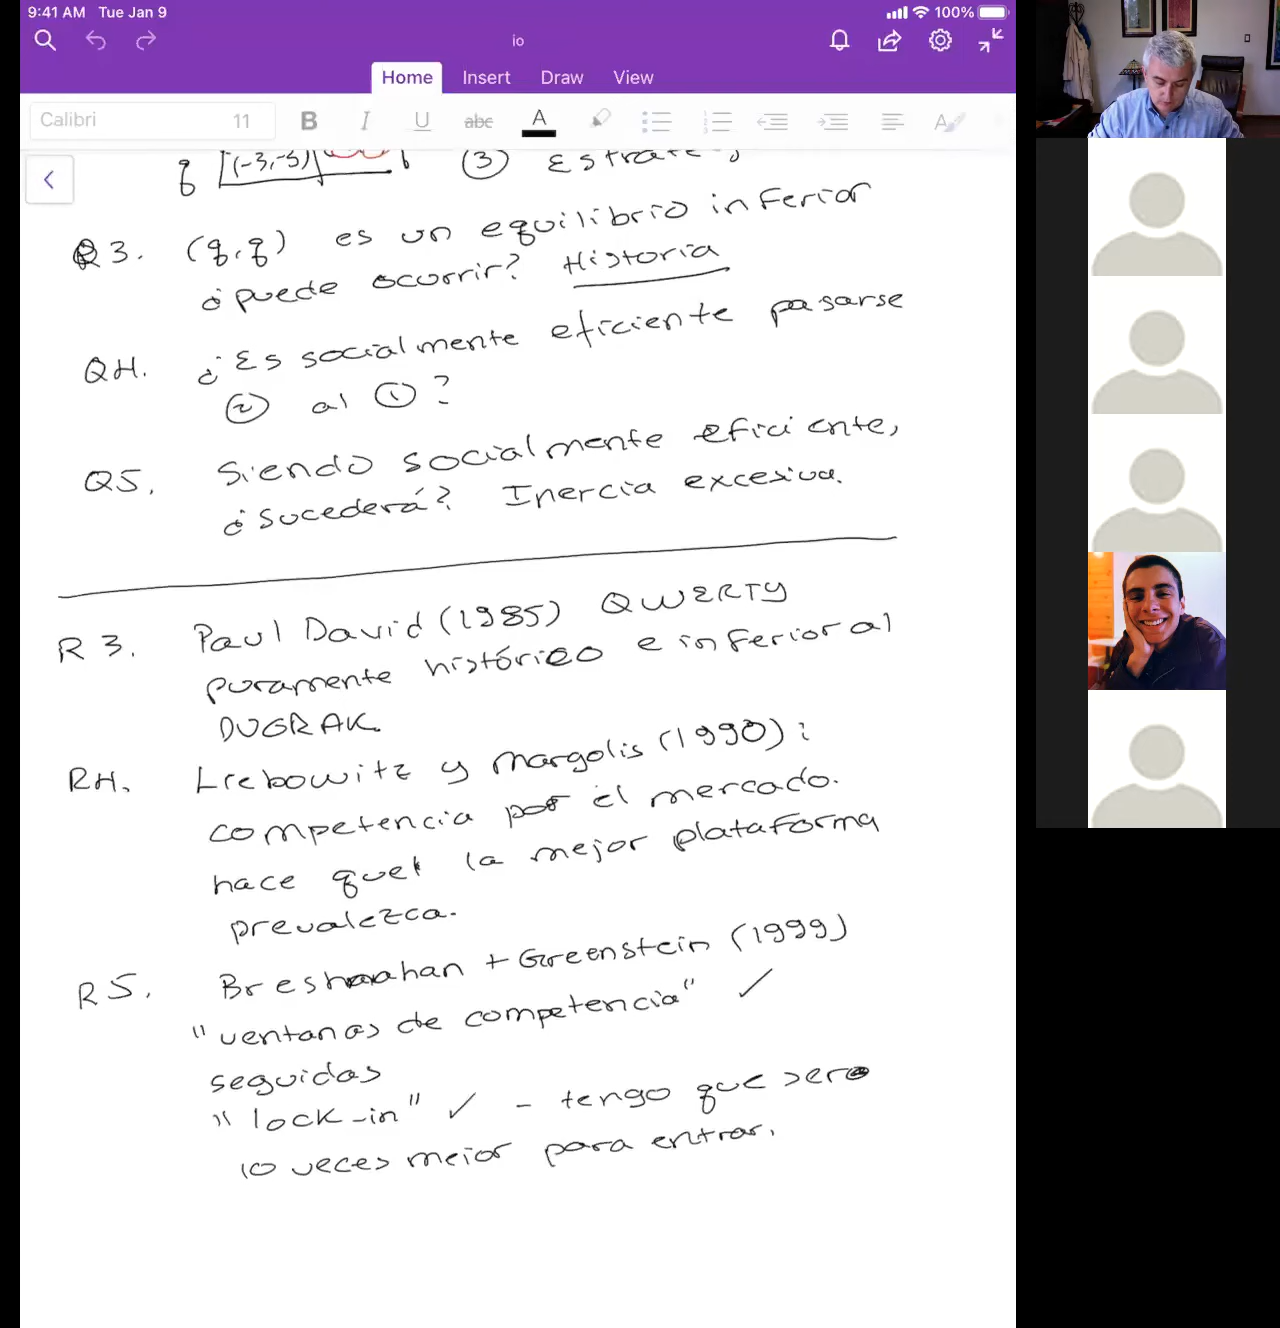 9:41 AM Tue Jan 9
100%
io
Home Insert Draw View
Calibri 11 B I U abc A A
q (-3,-5) 3
Q3. (q,q) es un equilibrio inferior
¿puede ocurrir? Historia
Q4. ¿Es socialmente eficiente pasarse
2 al 1 ?
Q5. Siendo socialmente eficiente,
¿sucederá? Inercia excesiva.
R3. Paul David (1985) QWERTY
puramente histórico e inferior al
DVORAK.
R4. Liebowitz y Margolis (1990):
competencia por el mercado.
hace que la mejor plataforma
prevalezca.
R5. Bresnahan + Greenstein (1999)
"ventanas de competencia" ✓
seguidas
"lock-in" ✓ - tengo que ser
10 veces mejor para entrar.